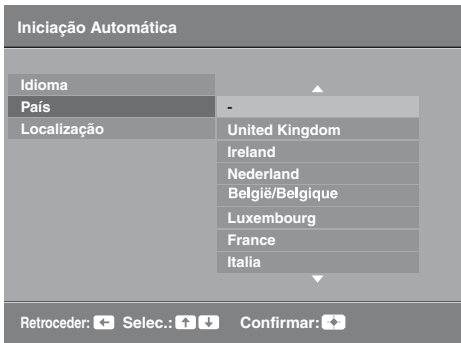 Iniciação Automática
Idioma
País
Localização
-
United Kingdom
Ireland
Nederland
België/Belgique
Luxembourg
France
Italia
Retroceder: Selec.: Confirmar: